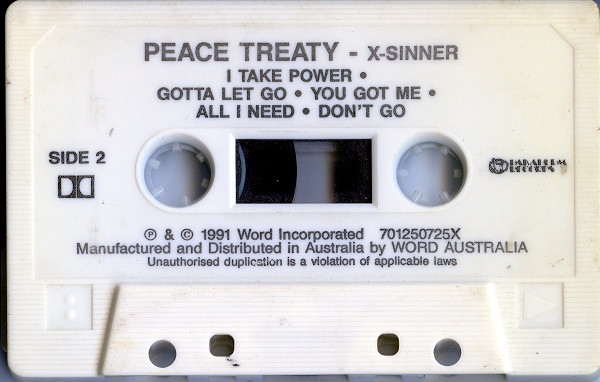 PEACE TREATY - X-SINNER
I TAKE POWER •
GOTTA LET GO • YOU GOT ME •
ALL I NEED • DON'T GO
SIDE 2
RECORDS
Ⓟ & © 1991 Word Incorporated 701250725X
Manufactured and Distributed in Australia by WORD AUSTRALIA
Unauthorised duplication is a violation of applicable laws